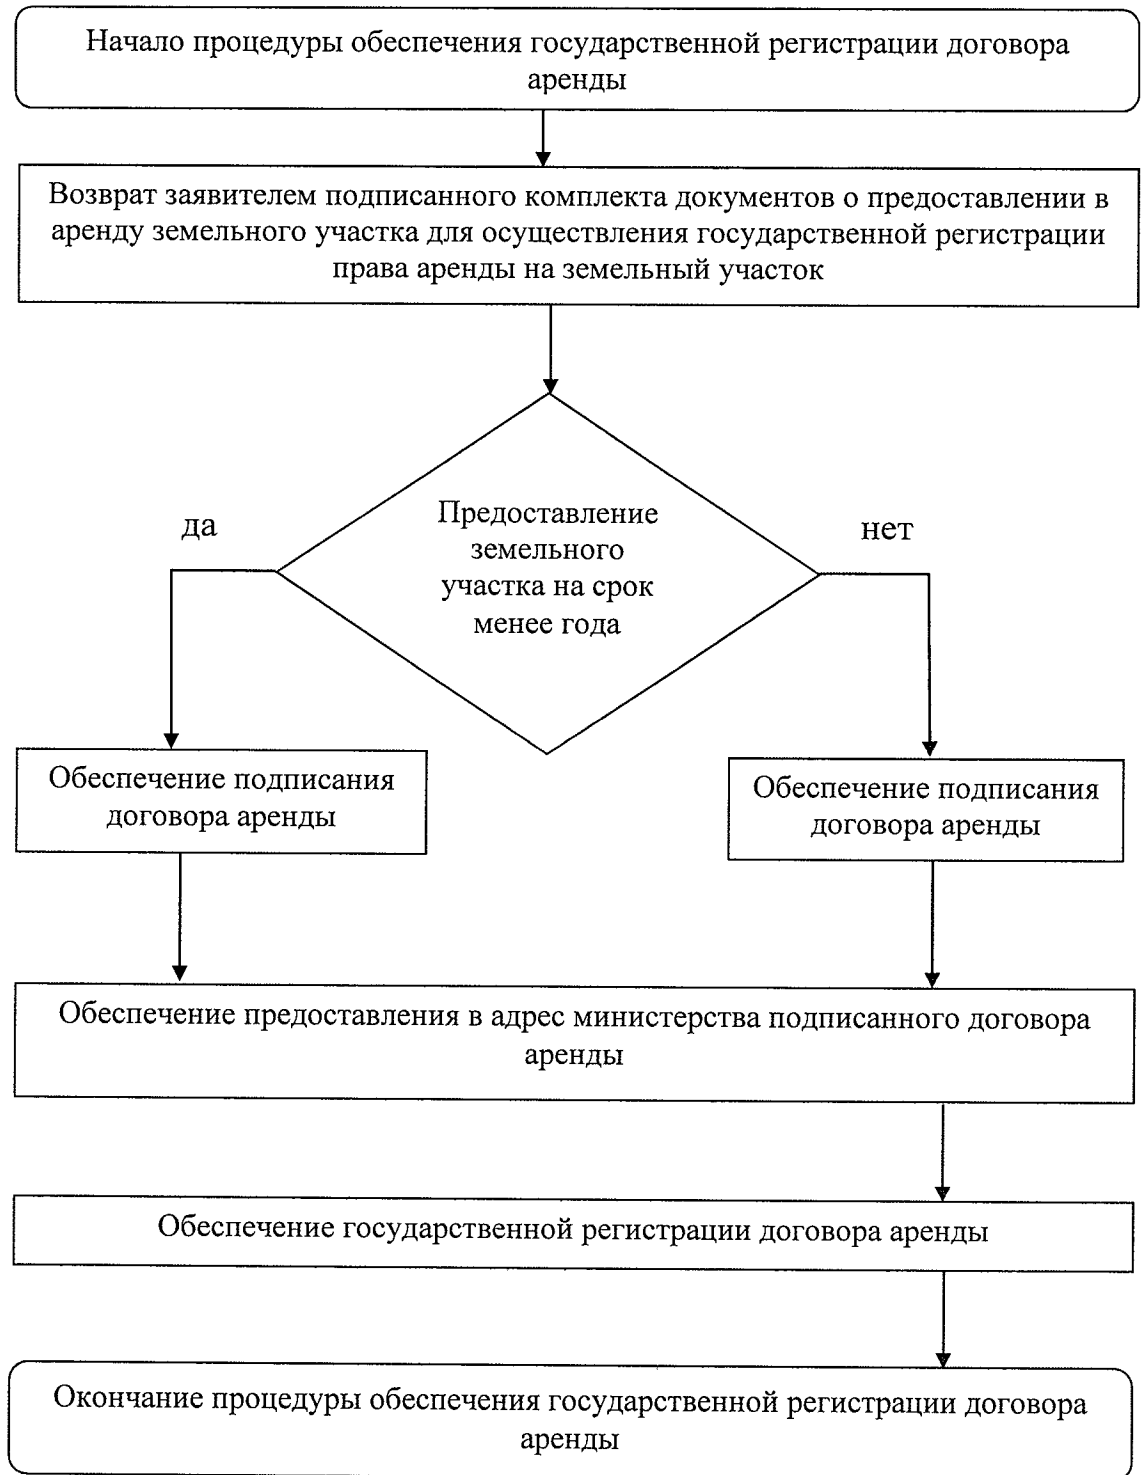 Начало процедуры обеспечения государственной регистрации договора
аренды
Возврат заявителем подписанного комплекта документов о предоставлении в
аренду земельного участка для осуществления государственной регистрации
права аренды на земельный участок
Предоставление
земельного
участка на срок
менее года
да
нет
Обеспечение подписания
договора аренды
Обеспечение подписания
договора аренды
Обеспечение предоставления в адрес министерства подписанного договора
аренды
Обеспечение государственной регистрации договора аренды
Окончание процедуры обеспечения государственной регистрации договора
аренды